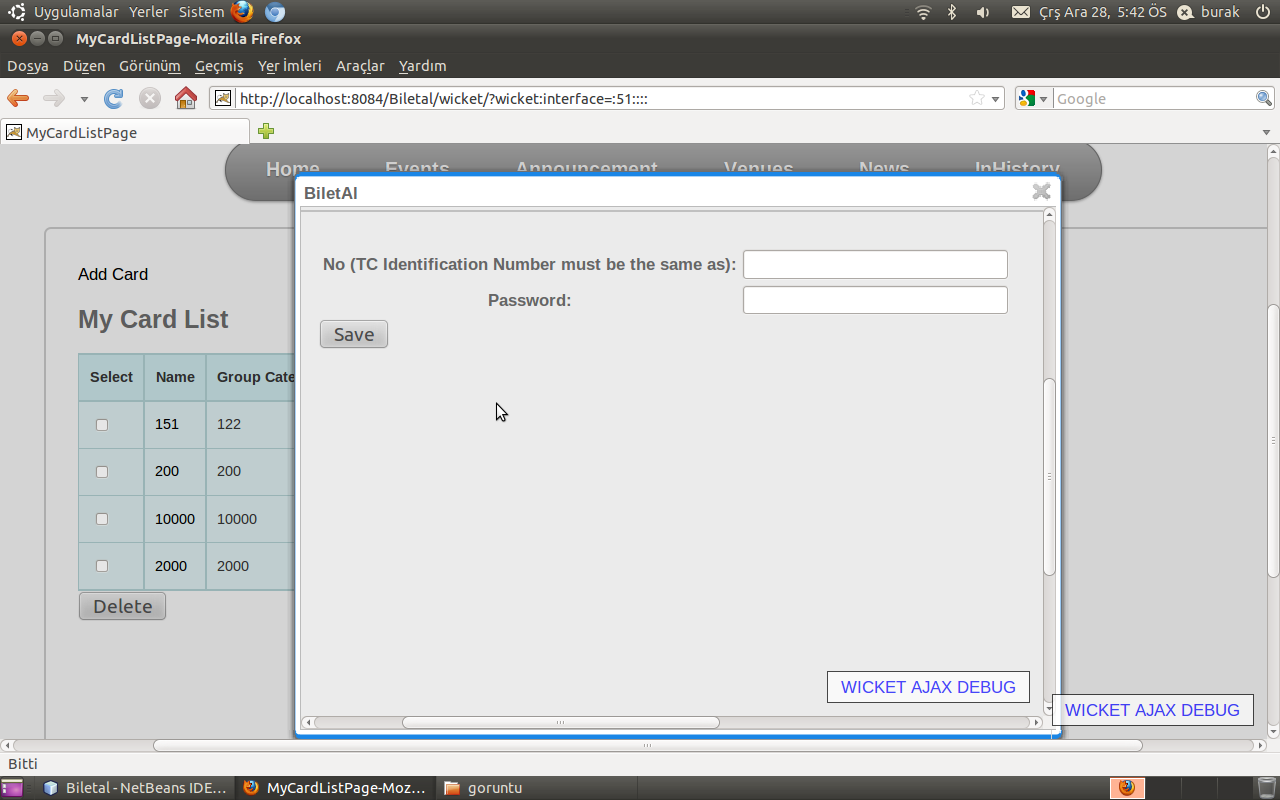 Uygulamalar Yerler Sistem Çrş Ara 28, 5:42 ÖS burak
MyCardListPage-Mozilla Firefox
Dosya Düzen Görünüm Geçmiş Yer İmleri Araçlar Yardım
http://localhost:8084/Biletal/wicket/?wicket:interface=:51:::: Google
MyCardListPage
Home Events Announcement Venues News InHistory
BiletAl
Add Card
No (TC Identification Number must be the same as):
Password:
Save
My Card List
Select Name Group Cate
151 122
200 200
10000 10000
2000 2000
Delete
WICKET AJAX DEBUG
WICKET AJAX DEBUG
Bitti
Biletal - NetBeans IDE... MyCardListPage-Moz... goruntu